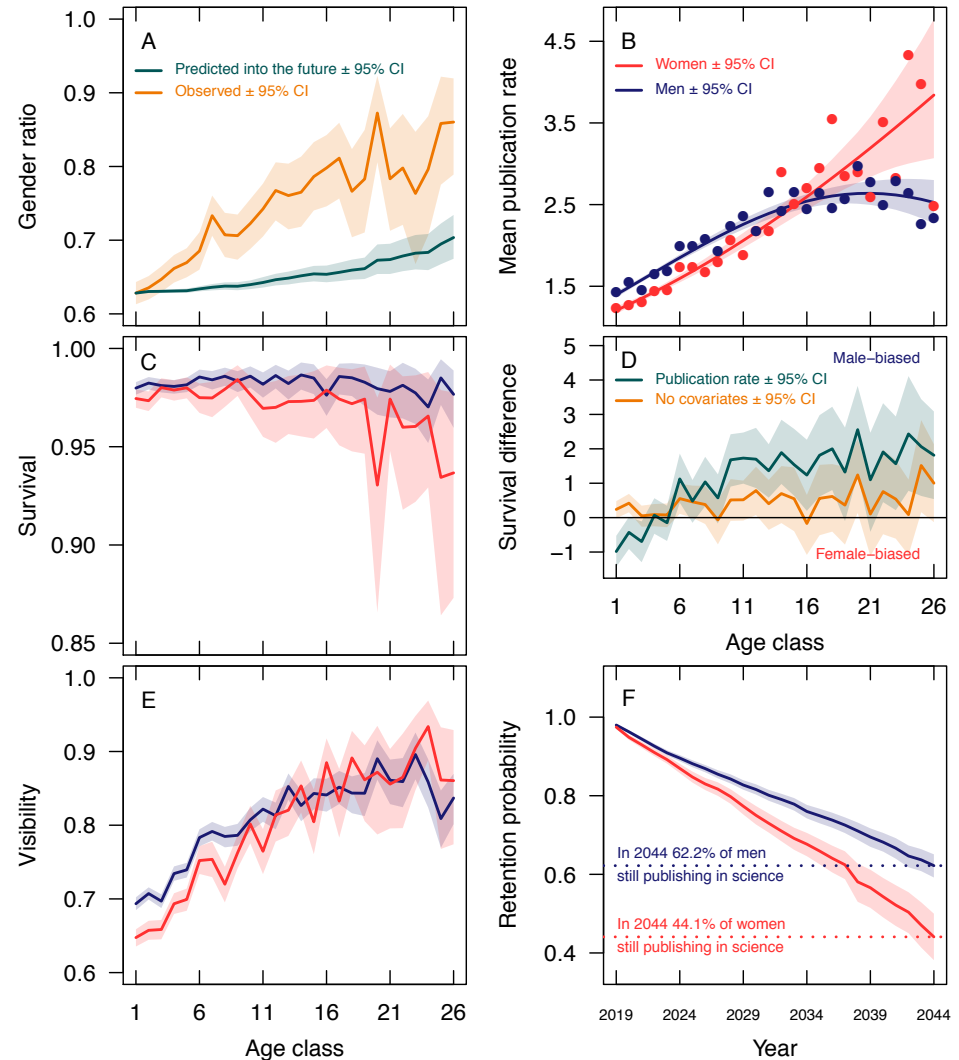 A
Predicted into the future ± 95% CI
Observed ± 95% CI
Gender ratio
1.0
0.9
0.8
0.7
0.6
B
Women ± 95% CI
Men ± 95% CI
Mean publication rate
4.5
3.5
2.5
1.5
C
Survival
1.00
0.95
0.90
0.85
D
Male−biased
Publication rate ± 95% CI
No covariates ± 95% CI
Female−biased
Survival difference
5
4
3
2
1
0
−1
1 6 11 16 21 26
Age class
E
Visibility
1.0
0.9
0.8
0.7
0.6
1 6 11 16 21 26
Age class
F
Retention probability
1.0
0.8
0.6
0.4
In 2044 62.2% of men
still publishing in science
In 2044 44.1% of women
still publishing in science
2019 2024 2029 2034 2039 2044
Year